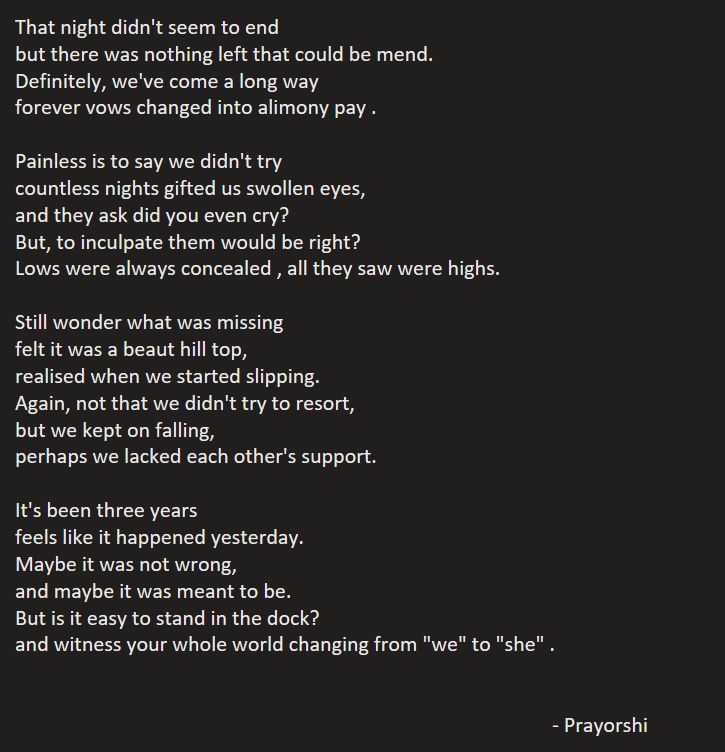 That night didn't seem to end
but there was nothing left that could be mend.
Definitely, we've come a long way
forever vows changed into alimony pay .
Painless is to say we didn't try
countless nights gifted us swollen eyes,
and they ask did you even cry?
But, to inculpate them would be right?
Lows were always concealed , all they saw were highs.
Still wonder what was missing
felt it was a beaut hill top,
realised when we started slipping.
Again, not that we didn't try to resort,
but we kept on falling,
perhaps we lacked each other's support.
It's been three years
feels like it happened yesterday.
Maybe it was not wrong,
and maybe it was meant to be.
But is it easy to stand in the dock?
and witness your whole world changing from "we" to "she" .
- Prayorshi